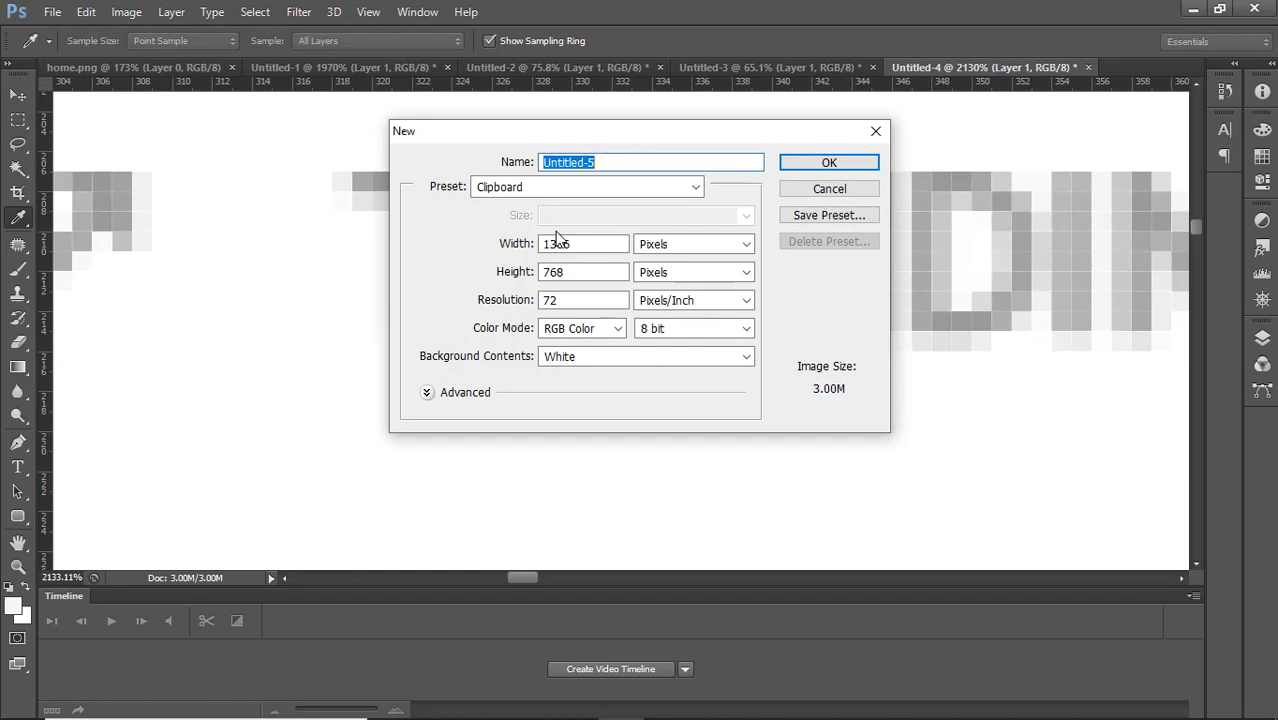 Ps File Edit Image Layer Type Select Filter 3D View Window Help
Sample Size: Point Sample Sample: All Layers Show Sampling Ring Essentials
home.png @ 173% (Layer 0, RGB/8) × Untitled-1 @ 1970% (Layer 1, RGB/8) * × Untitled-2 @ 75.8% (Layer 1, RGB/8) * × Untitled-3 @ 65.1% (Layer 1, RGB/8) * × Untitled-4 @ 2130% (Layer 1, RGB/8) * ×
304 306 308 310 312 314 316 318 320 322 324 326 328 330 332 334 336 338 340 342 344 346 348 350 352 354 356 358 360
New
Name: Untitled-5 OK
Preset: Clipboard Cancel
Size: Save Preset...
Width: Pixels Delete Preset...
Height: 768 Pixels
Resolution: 72 Pixels/Inch
Color Mode: RGB Color 8 bit
Background Contents: White
Image Size:
3.00M
Advanced
2133.11% Doc: 3.00M/3.00M
Timeline
Create Video Timeline